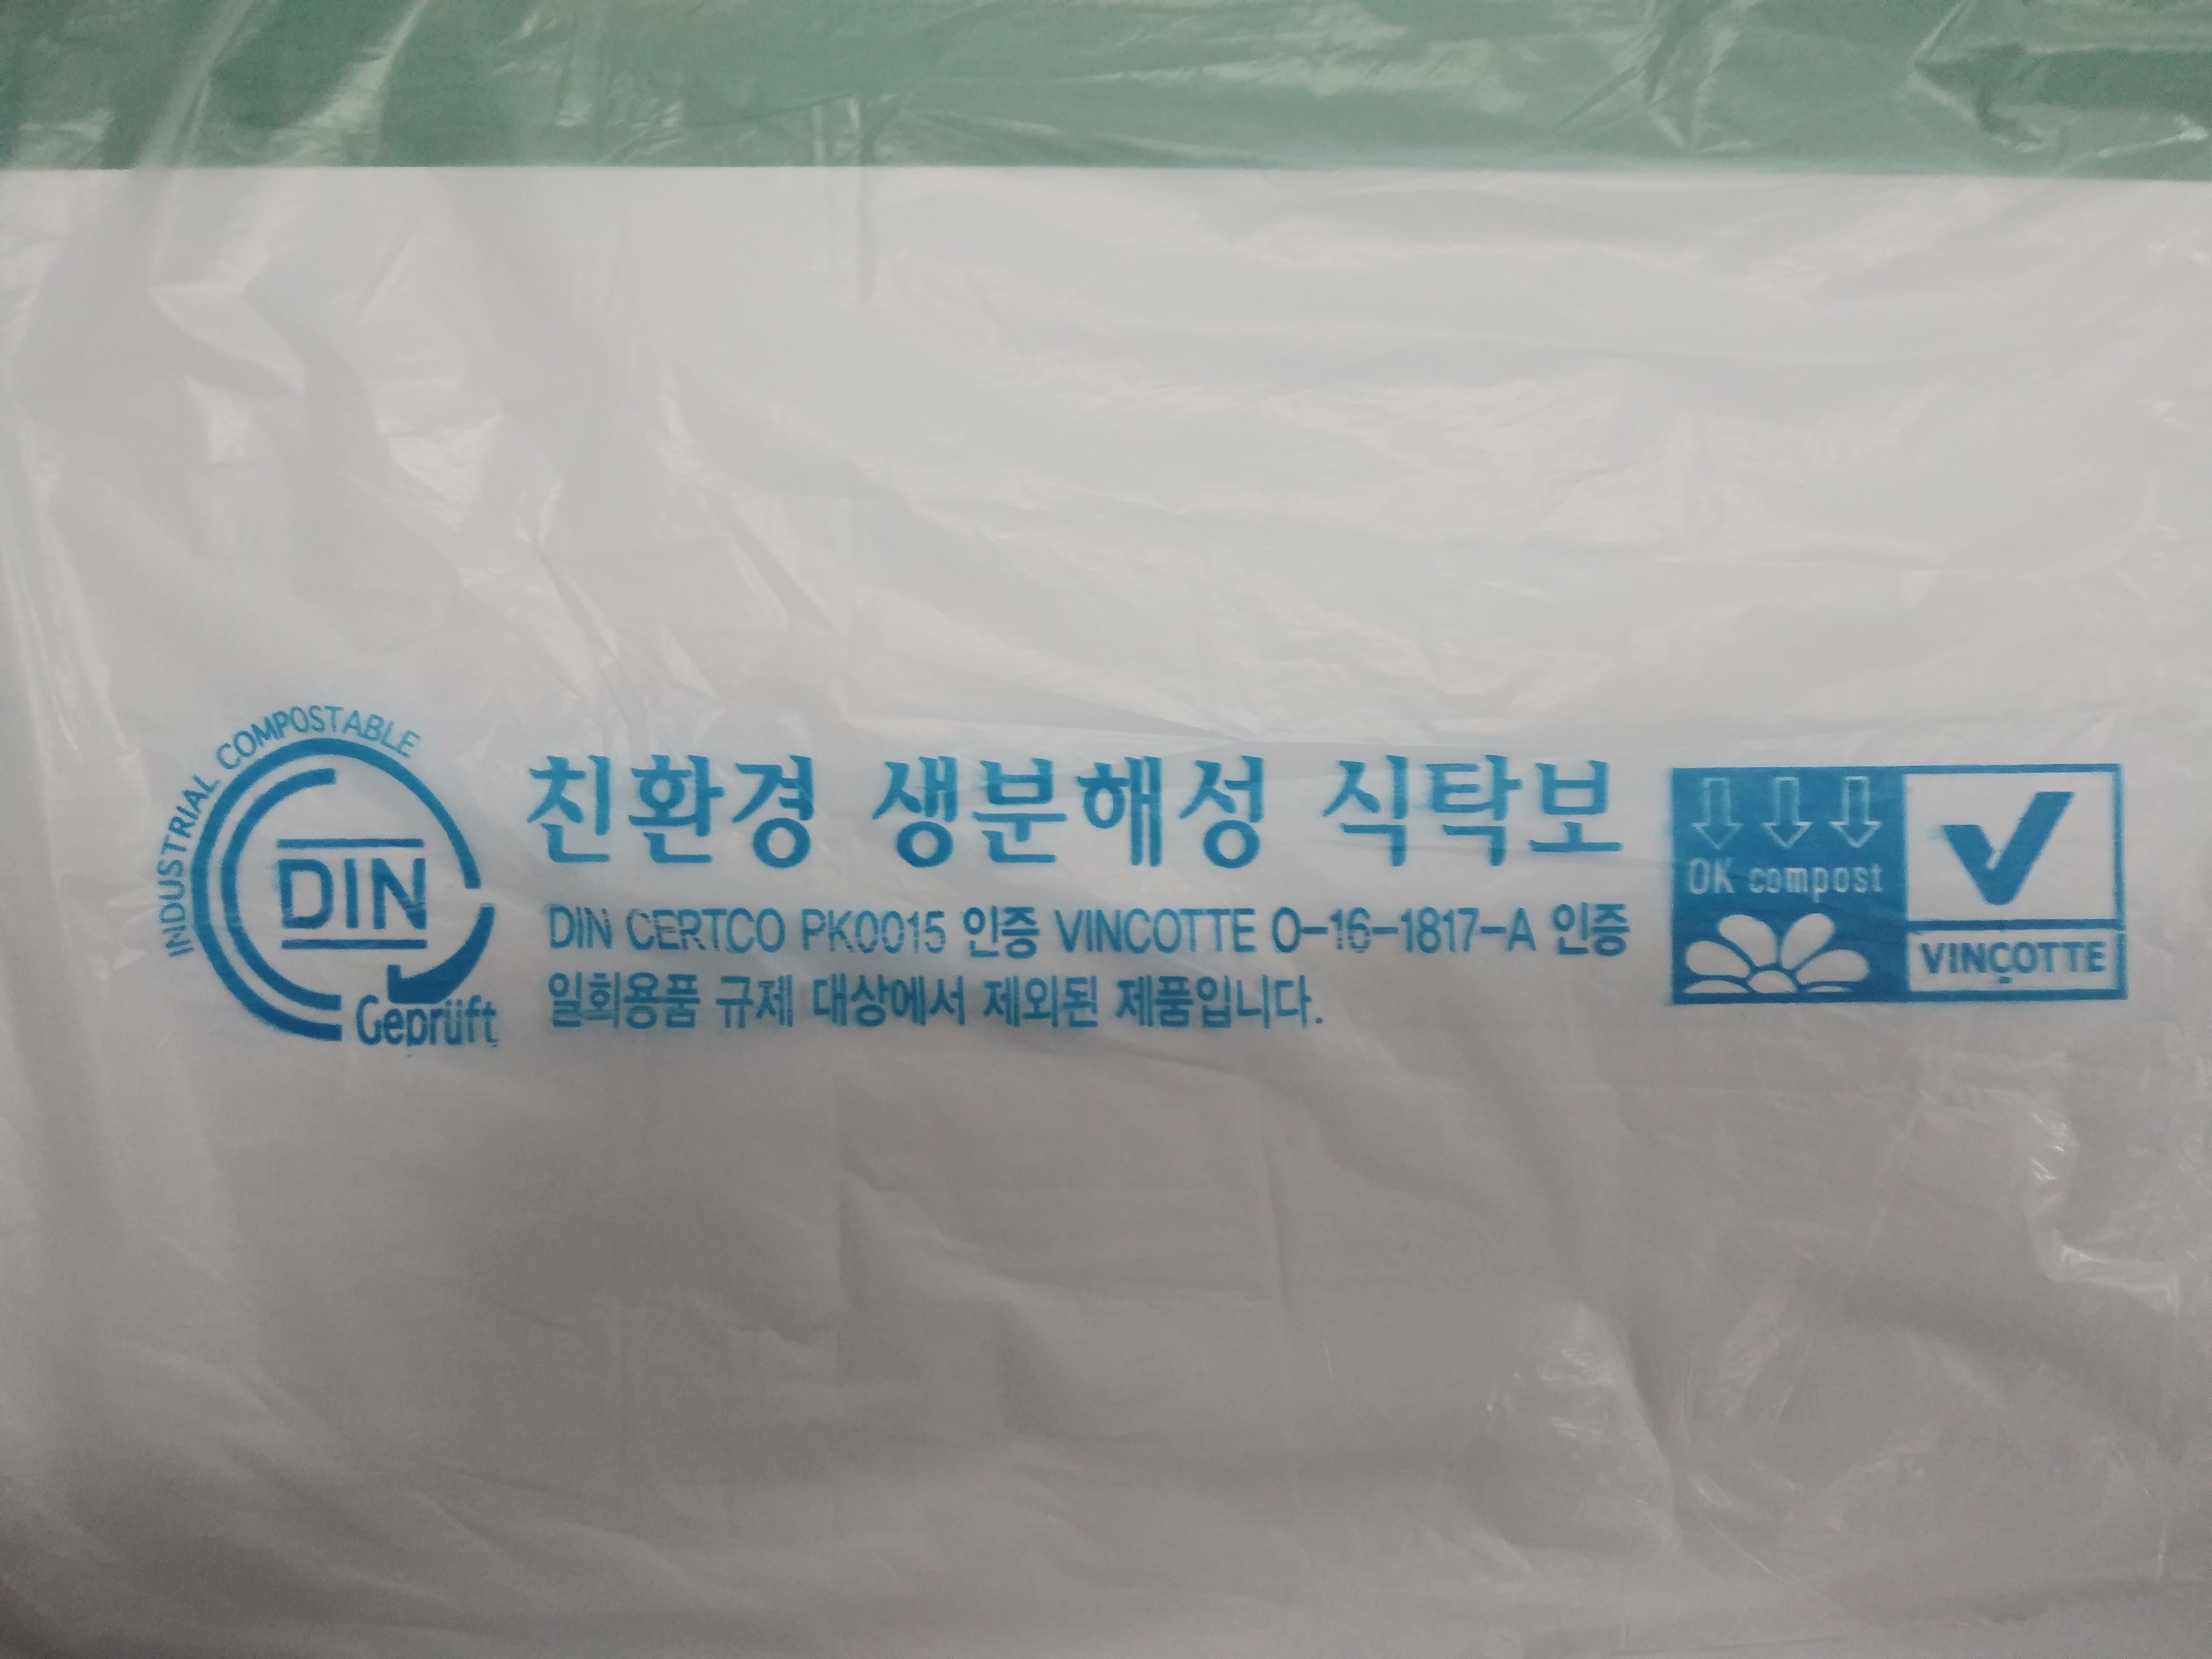 INDUSTRIAL COMPOSTABLE
DIN
Geprüft
친환경 생분해성 식탁보
DIN CERTCO PK0015 인증 VINCOTTE O-16-1817-A 인증
일회용품 규제 대상에서 제외된 제품입니다.
OK compost
VINÇOTTE